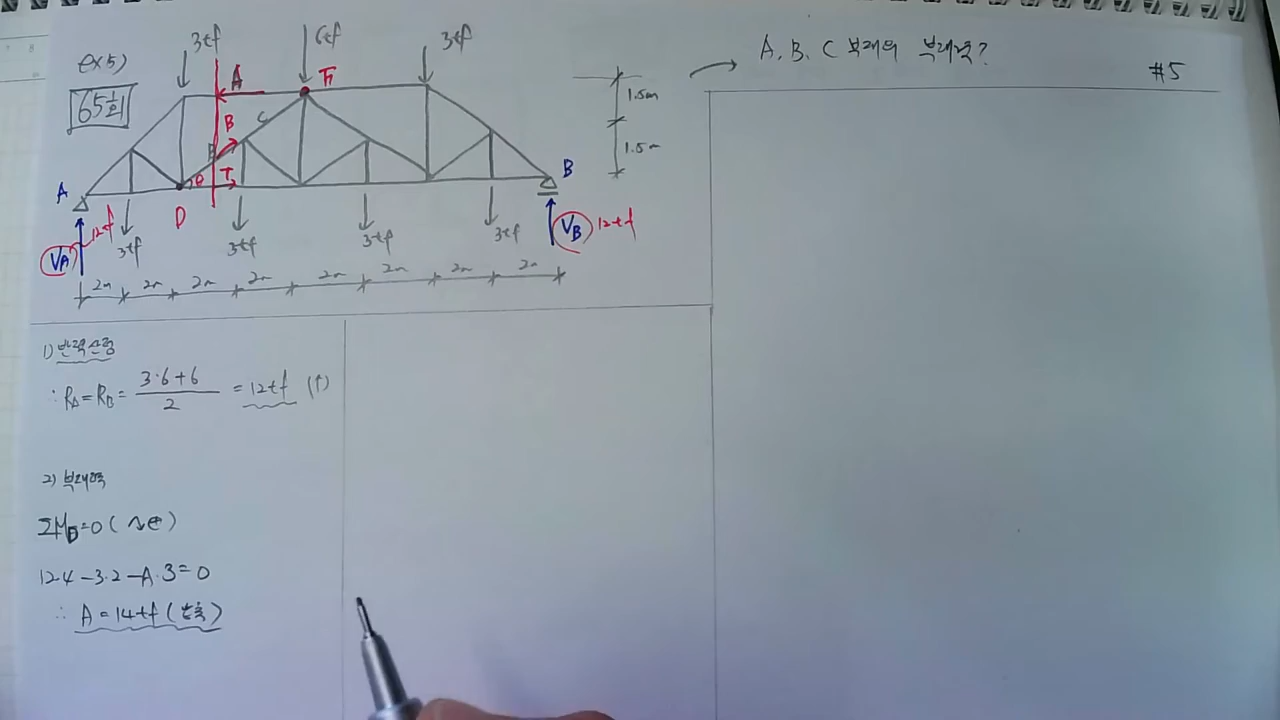 ex5)
65회
3tf
6tf
3tf
A
F
B
C
D
θ
T
A
B
VA
12tf
VB
12tf
3tf
3tf
3tf
3tf
2m 2m 2m 2m 2m 2m 2m 2m
1.5m
1.5m
A, B, C 부재의 부재력?
#5
1) 반력산정
∴ RA=RB= 3·6+6 / 2 = 12tf (↑)
2) 부재력
ΣMD=0 (
12·4 -3·2 -A·3 = 0
∴ A = 14tf (압축)